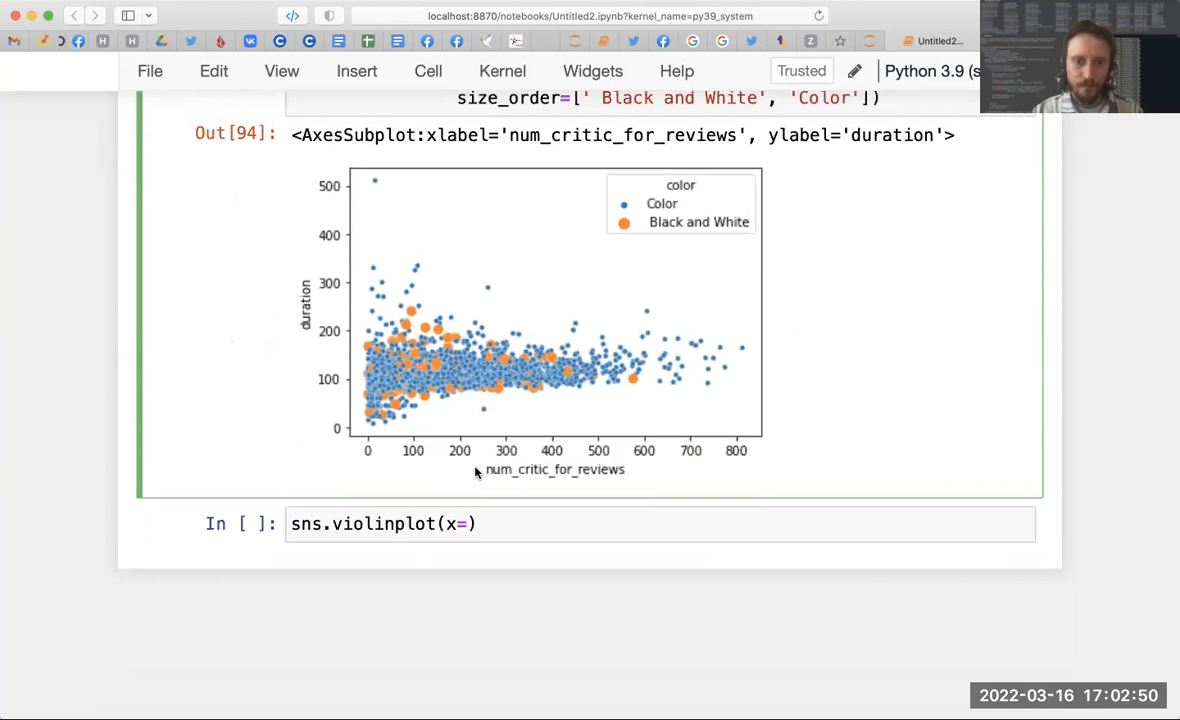 localhost:8870/notebooks/Untitled2.ipynb?kernel_name=py39_system
Untitled2...
File Edit View Insert Cell Kernel Widgets Help Trusted Python 3.9 (s
size_order=[' Black and White', 'Color'])
Out[94]: <AxesSubplot:xlabel='num_critic_for_reviews', ylabel='duration'>
color
Color
Black and White
500
400
300
200
100
0
duration
0 100 200 300 400 500 600 700 800
num_critic_for_reviews
In [ ]: sns.violinplot(x=)
2022-03-16 17:02:50